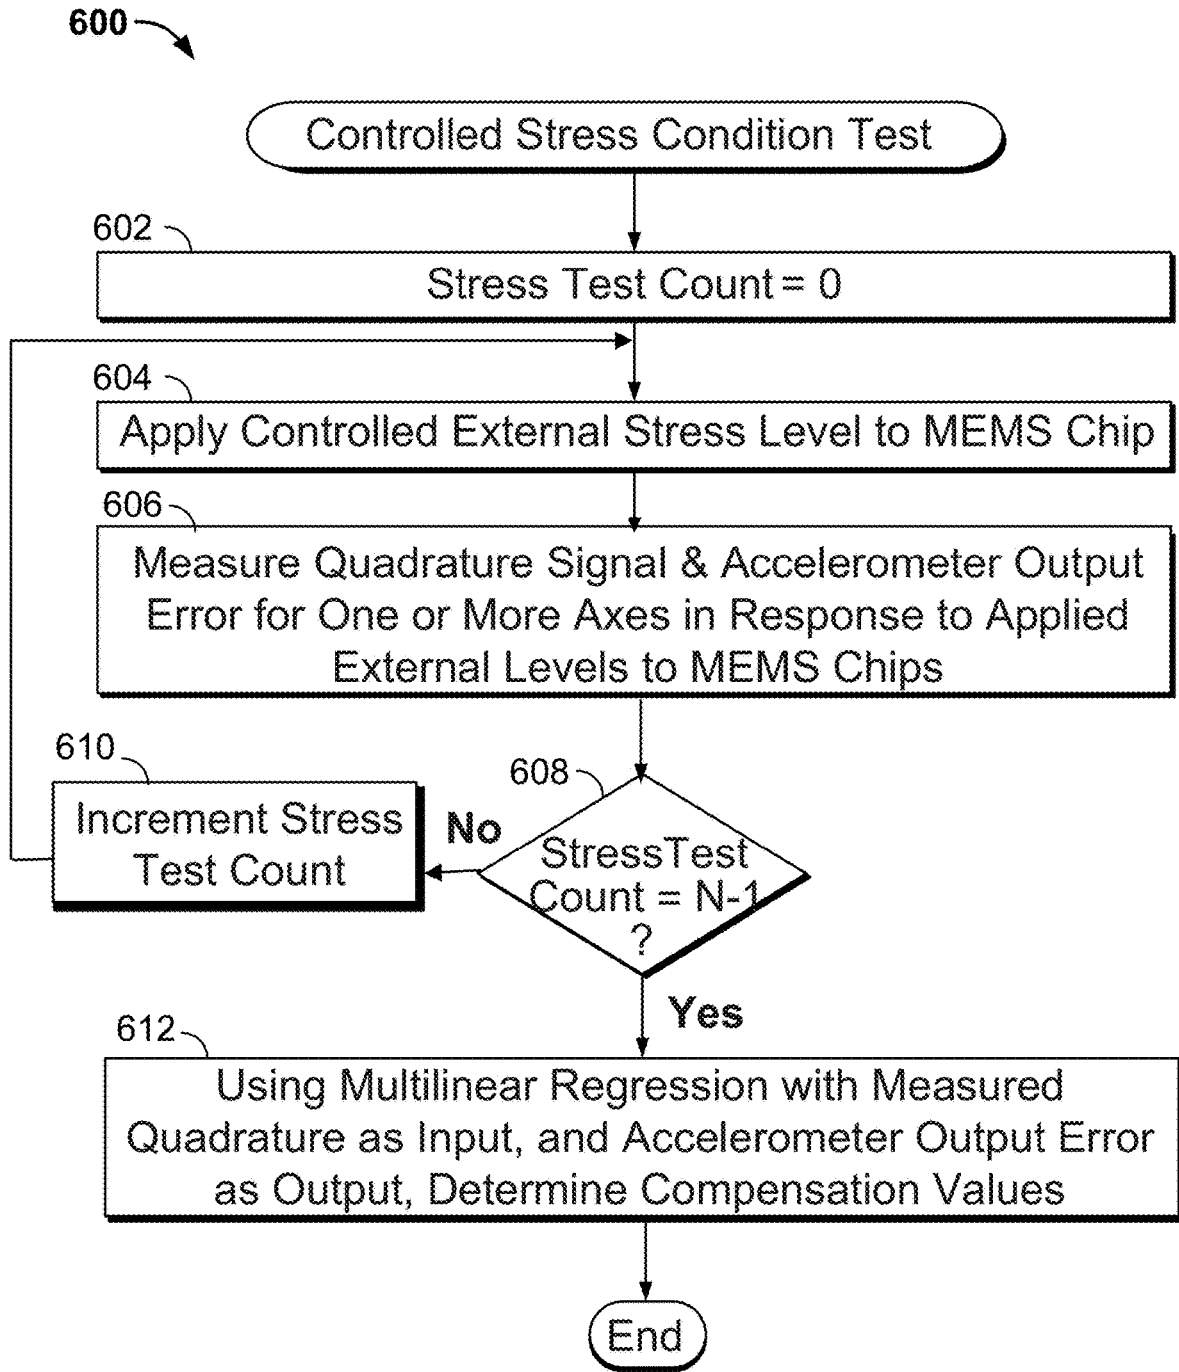 600
Controlled Stress Condition Test
602
Stress Test Count = 0
604
Apply Controlled External Stress Level to MEMS Chip
606
Measure Quadrature Signal & Accelerometer Output
Error for One or More Axes in Response to Applied
External Levels to MEMS Chips
610
Increment Stress
Test Count
No
608
StressTest
Count = N-1
?
Yes
612
Using Multilinear Regression with Measured
Quadrature as Input, and Accelerometer Output Error
as Output, Determine Compensation Values
End